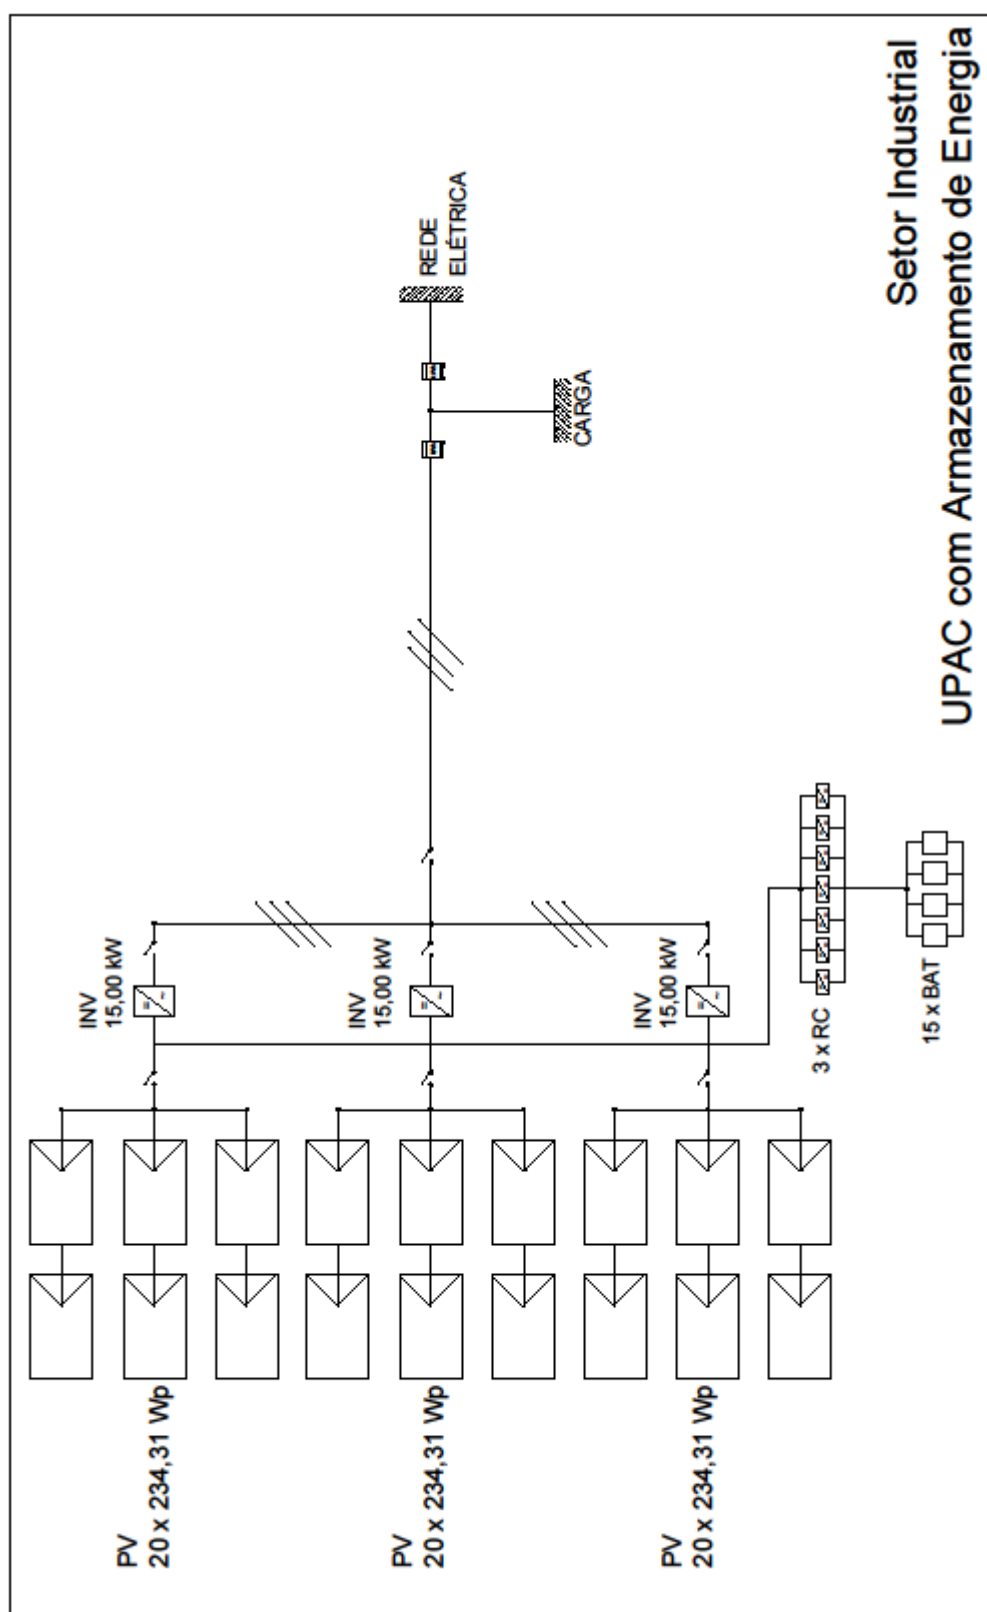 PV
20 x 234,31 Wp
INV
15,00 kW
PV
20 x 234,31 Wp
INV
15,00 kW
PV
20 x 234,31 Wp
INV
15,00 kW
REDE
ELÉTRICA
CARGA
3 x RC
15 x BAT
Setor Industrial
UPAC com Armazenamento de Energia